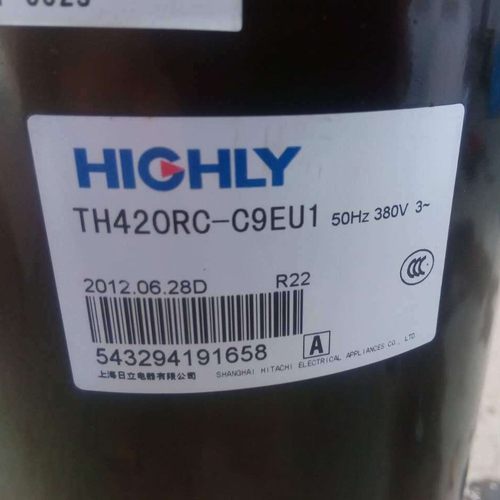 HIGHLY
TH420RC-C9EU1 50Hz 380V 3~
2012.06.28D R22
CCC
543294191658 A
上海日立电器有限公司 SHANGHAI HITACHI ELECTRICAL APPLIANCES CO., LTD